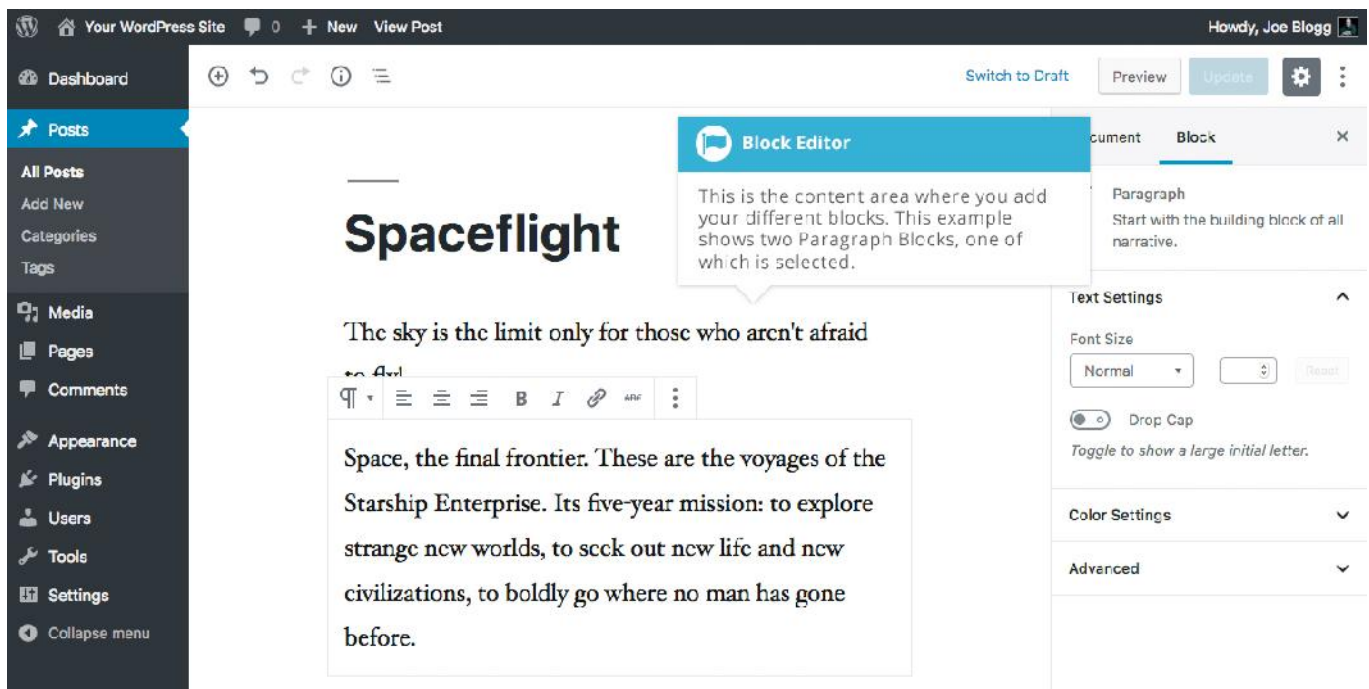 Your WordPress Site 0 + New View Post Howdy, Joe Blogg
Dashboard
Posts
All Posts
Add New
Categories
Tags
Media
Pages
Comments
Appearance
Plugins
Users
Tools
Settings
Collapse menu
Switch to Draft Preview Update
Block Editor
This is the content area where you add
your different blocks. This example
shows two Paragraph Blocks, one of
which is selected.
Spaceflight
The sky is the limit only for those who aren't afraid
to fly!
B I ABC
Space, the final frontier. These are the voyages of the
Starship Enterprise. Its five-year mission: to explore
strange new worlds, to seek out new life and new
civilizations, to boldly go where no man has gone
before.
cument Block
Paragraph
Start with the building block of all
narrative.
Text Settings
Font Size
Normal Reset
Drop Cap
Toggle to show a large initial letter.
Color Settings
Advanced